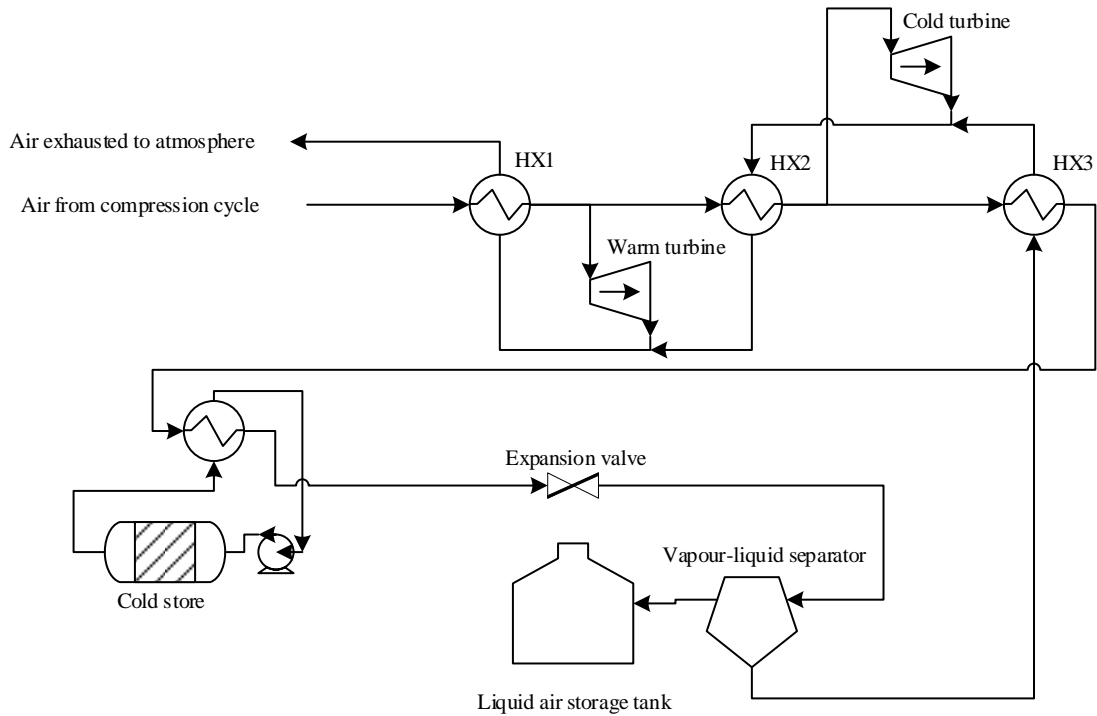 Cold turbine
Air exhausted to atmosphere
HX1
HX2
HX3
Air from compression cycle
Warm turbine
Expansion valve
Vapour-liquid separator
Cold store
Liquid air storage tank